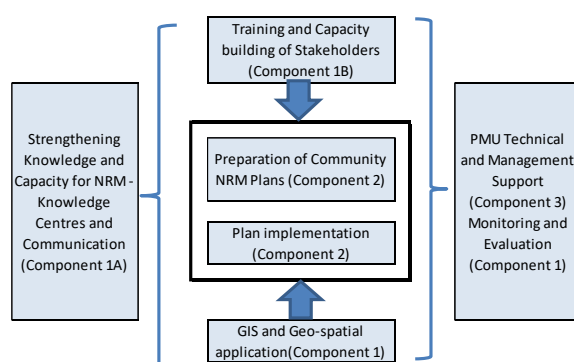 Training and Capacity
building of Stakeholders
(Component 1B)
Strengthening
Knowledge and
Capacity for NRM -
Knowledge
Centres and
Communication
(Component 1A)
Preparation of Community
NRM Plans (Component 2)
Plan implementation
(Component 2)
PMU Technical
and Management
Support
(Component 3)
Monitoring and
Evaluation
(Component 1)
GIS and Geo-spatial
application(Component 1)